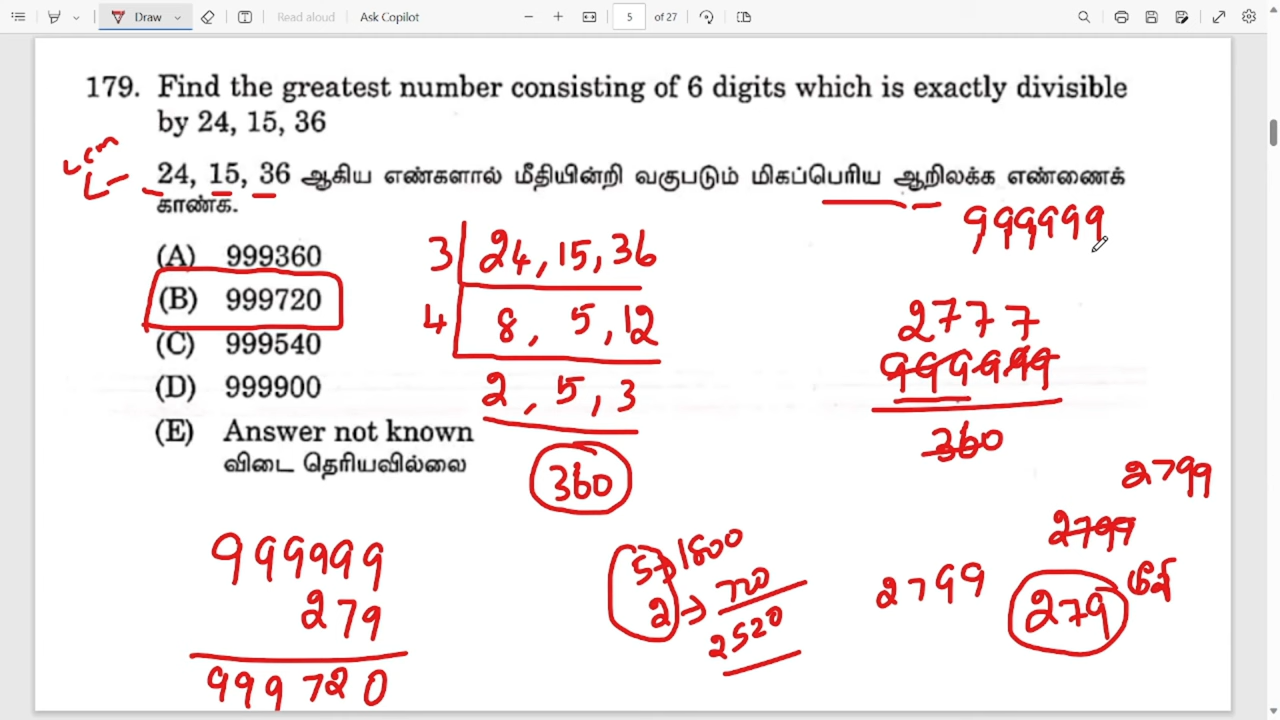 Draw
Read aloud
Ask Copilot
5
of 27
179. Find the greatest number consisting of 6 digits which is exactly divisible
by 24, 15, 36
Lcm
24, 15, 36 ஆகிய எண்களால் மீதியின்றி வகுபடும் மிகப்பெரிய ஆறிலக்க எண்ணைக்
காண்க.
999999
(A) 999360
(B) 999720
(C) 999540
(D) 999900
(E) Answer not known
விடை தெரியவில்லை
3 24, 15, 36
4 8, 5, 12
2, 5, 3
360
2777
999999
360
2799
2799
2799
279 மீதி
5→1800
2→720
2520
999999
279
999720